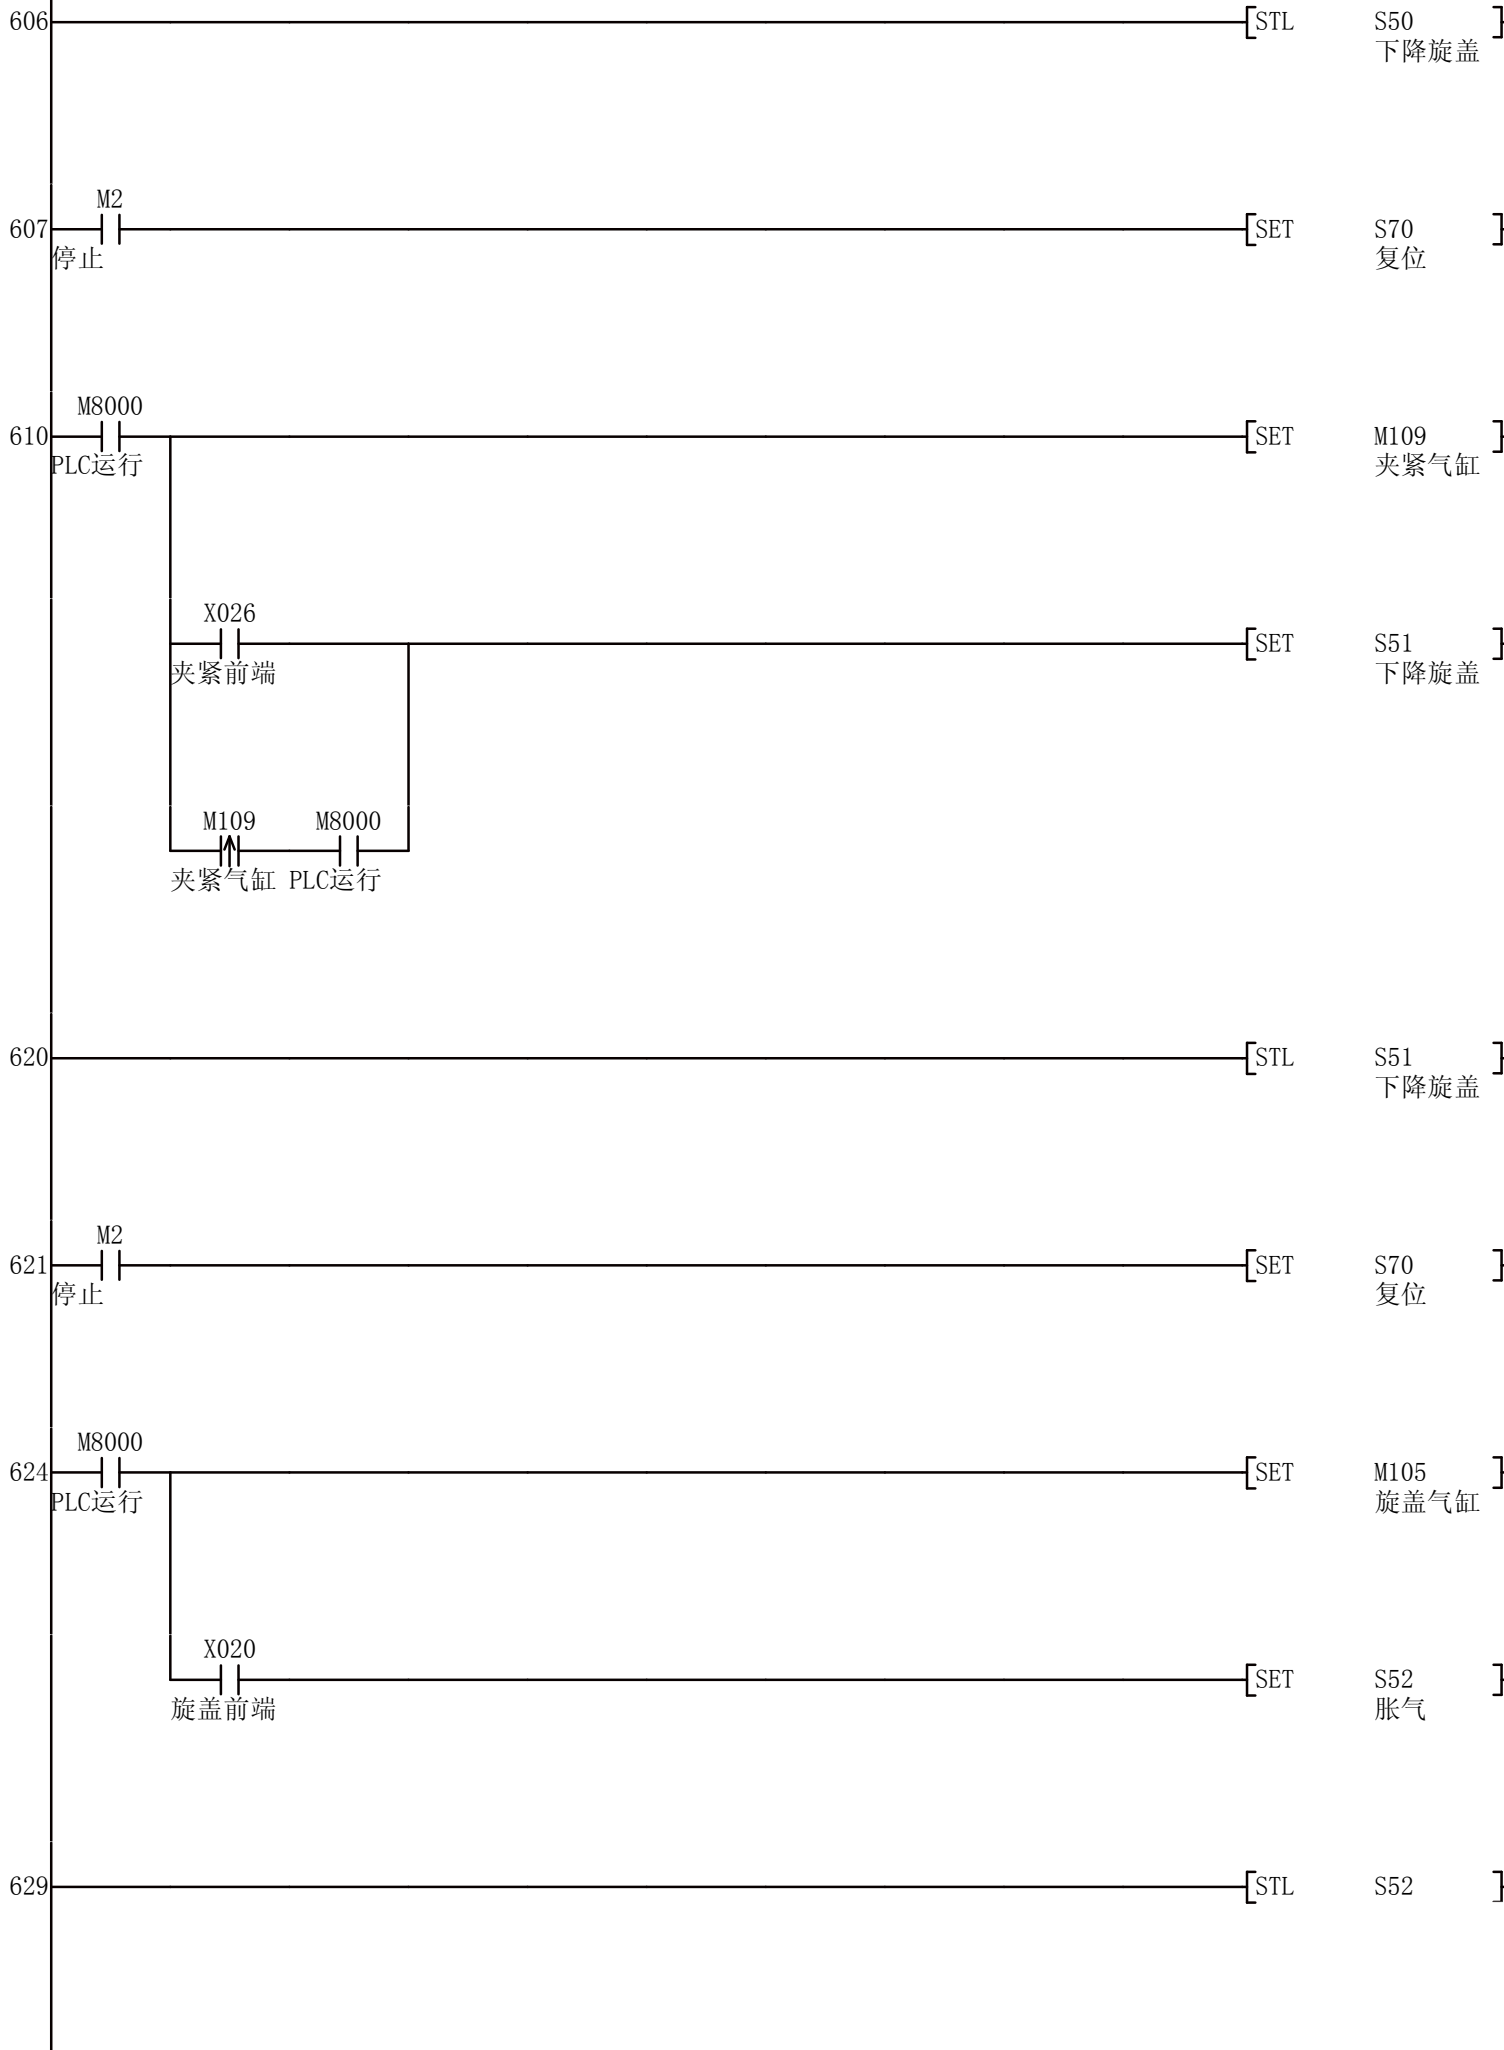 606 [STL S50 ]
下降旋盖
M2
607 [SET S70 ]
停止 复位
M8000
610 [SET M109 ]
PLC运行 夹紧气缸
X026
[SET S51 ]
夹紧前端 下降旋盖
M109 M8000
夹紧气缸 PLC运行
620 [STL S51 ]
下降旋盖
M2
621 [SET S70 ]
停止 复位
M8000
624 [SET M105 ]
PLC运行 旋盖气缸
X020
[SET S52 ]
旋盖前端 胀气
629 [STL S52 ]